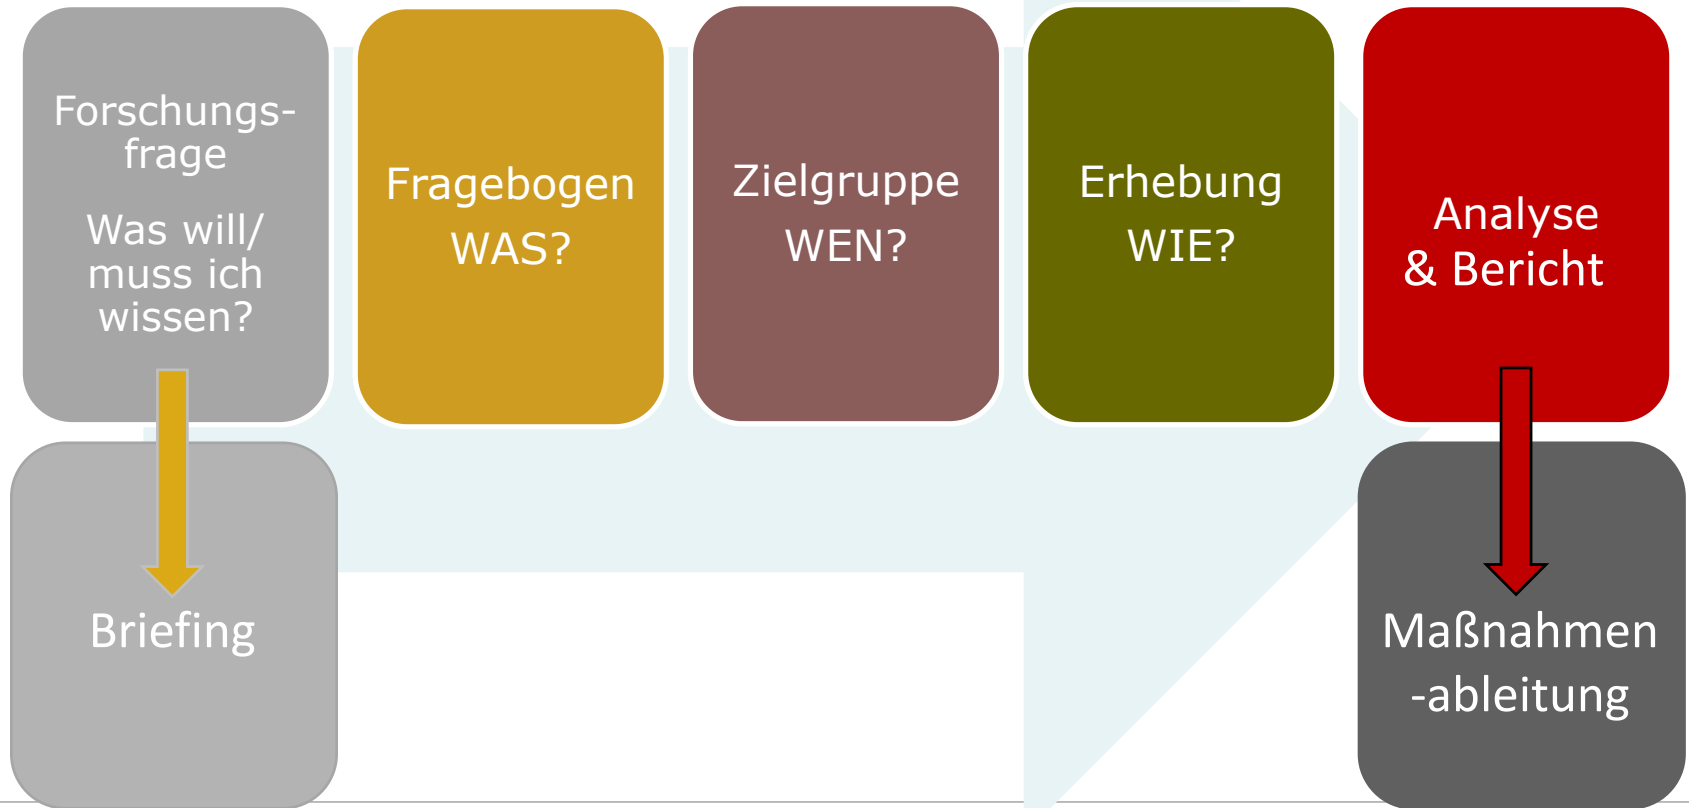 Forschungs-
frage
Was will/
muss ich
wissen?
Fragebogen
WAS?
Zielgruppe
WEN?
Erhebung
WIE?
Analyse
& Bericht
Briefing
Maßnahmen
-ableitung